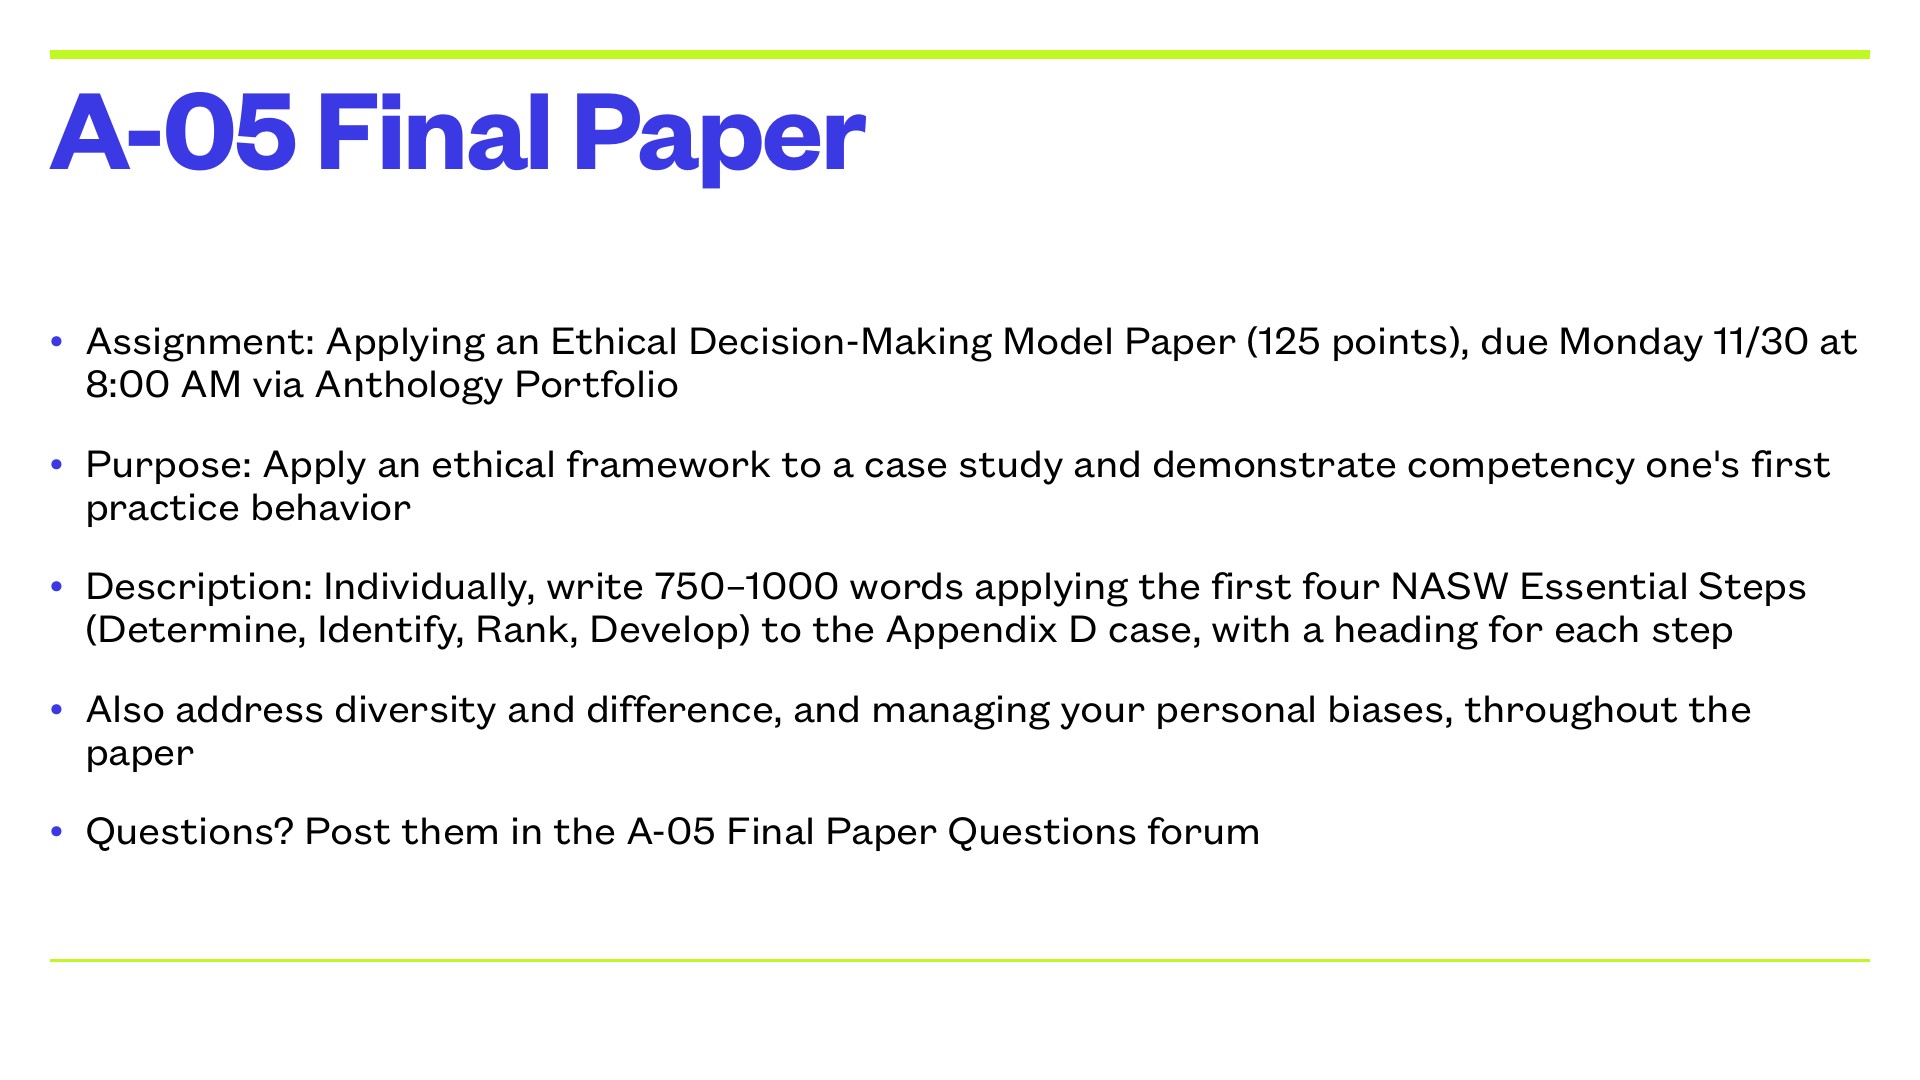 A-05 Final Paper
• Assignment: Applying an Ethical Decision-Making Model Paper (125 points), due Monday 11/30 at
8:00 AM via Anthology Portfolio
• Purpose: Apply an ethical framework to a case study and demonstrate competency one's first
practice behavior
• Description: Individually, write 750–1000 words applying the first four NASW Essential Steps
(Determine, Identify, Rank, Develop) to the Appendix D case, with a heading for each step
• Also address diversity and difference, and managing your personal biases, throughout the
paper
• Questions? Post them in the A-05 Final Paper Questions forum